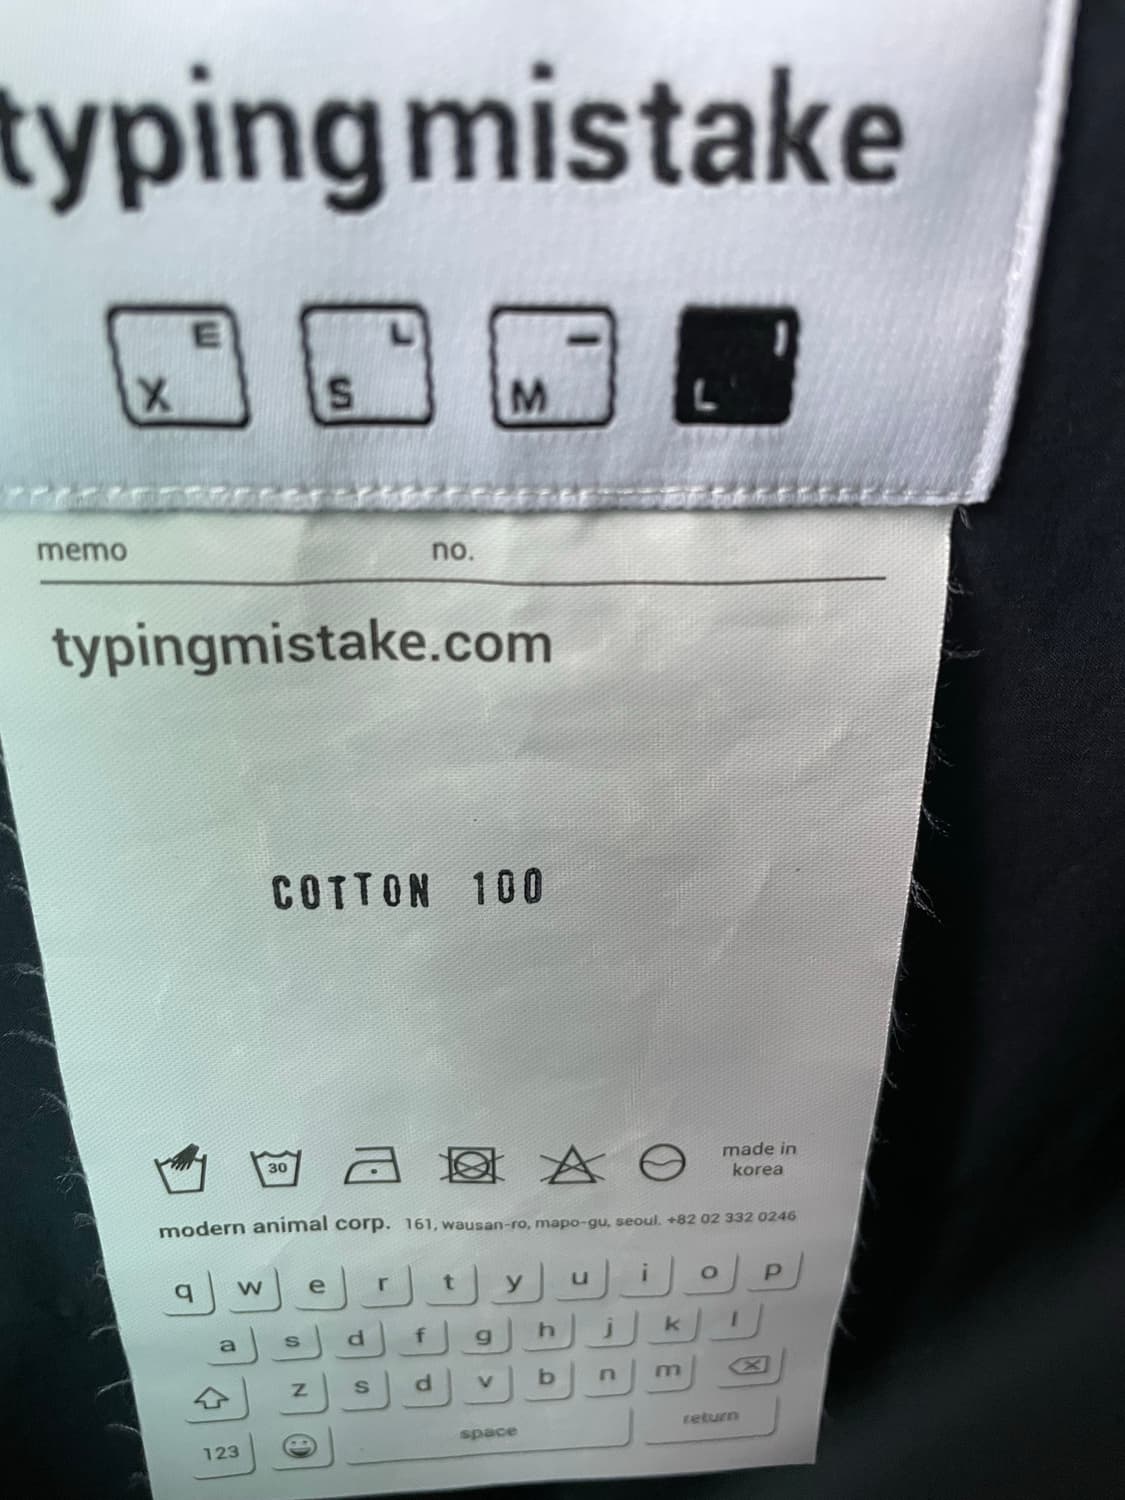 typingmistake
X E S ㄴ M ㅡ L ㅣ
memo no.
typingmistake.com
COTTON 100
30
made in
korea
modern animal corp. 161, wausan-ro, mapo-gu, seoul. +82 02 332 0246
q w e r t y u i o p
a s d f g h j k l
z s d v b n m
123 space return